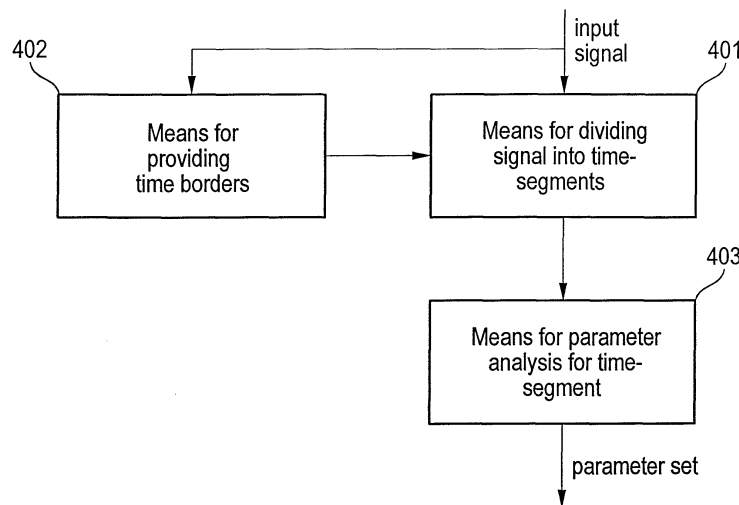 input
signal
402
401
Means for
providing
time borders
Means for dividing
signal into time-
segments
403
Means for parameter
analysis for time-
segment
parameter set